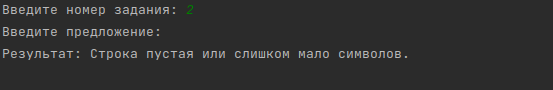 Введите номер задания: 2
Введите предложение:
Результат: Строка пустая или слишком мало символов.